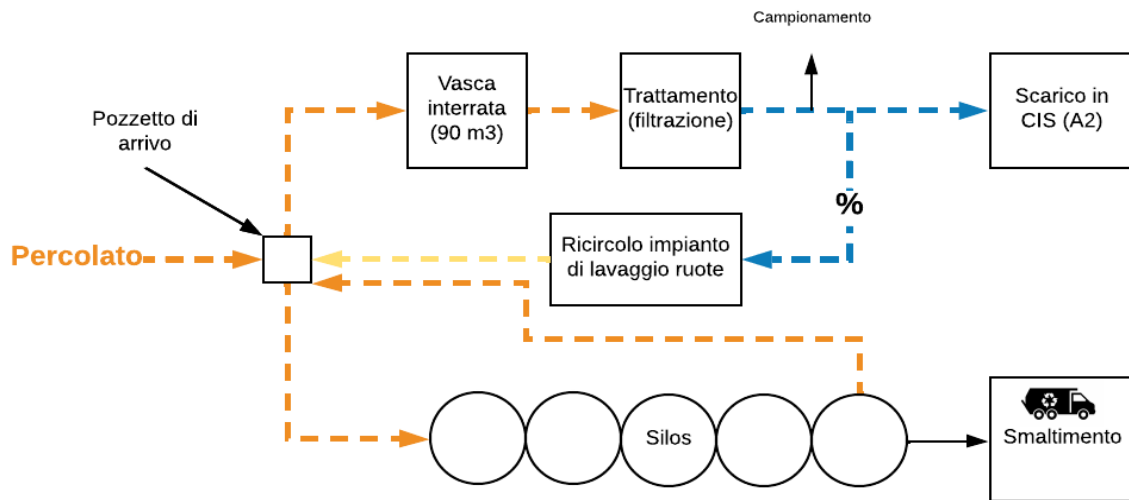 Campionamento
Vasca
interrata
(90 m3)
Trattamento
(filtrazione)
Scarico in
CIS (A2)
Pozzetto di
arrivo
%
Percolato
Ricircolo impianto
di lavaggio ruote
Silos
Smaltimento